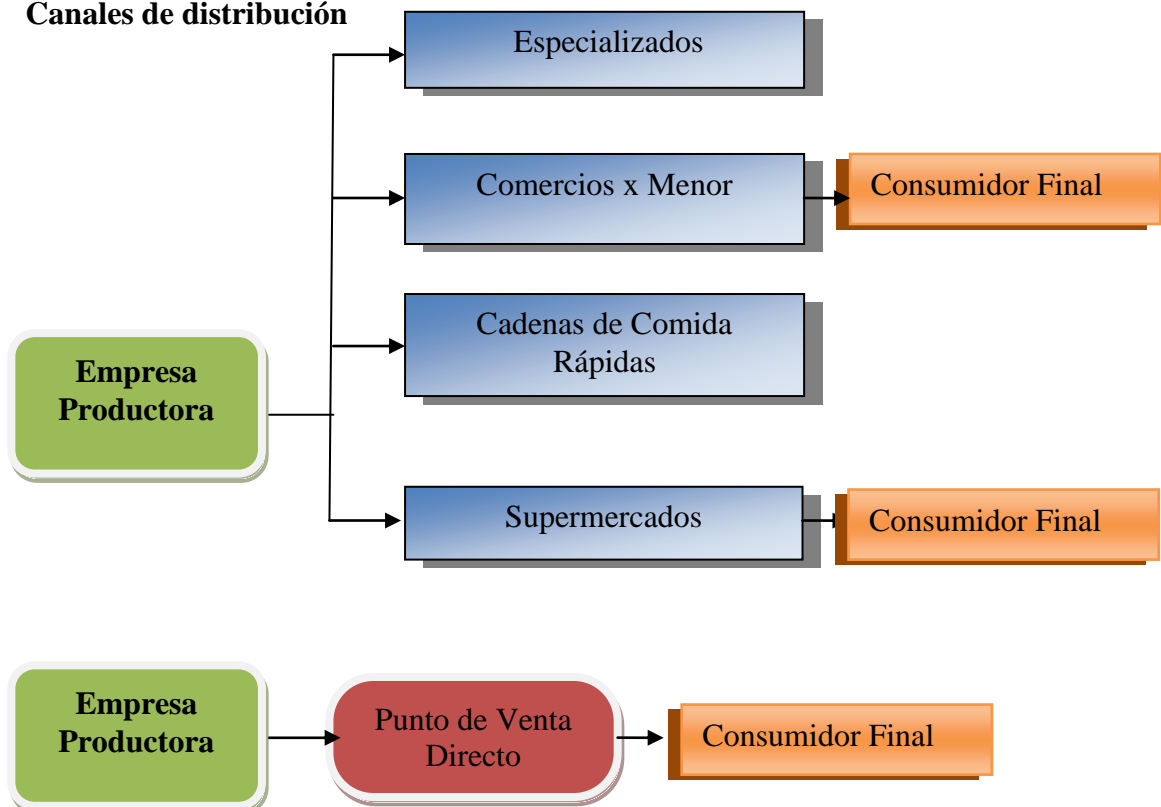 Canales de distribución
Especializados
Comercios x Menor
Consumidor Final
Cadenas de Comida
Rápidas
Empresa
Productora
Supermercados
Consumidor Final
Empresa
Productora
Punto de Venta
Directo
Consumidor Final